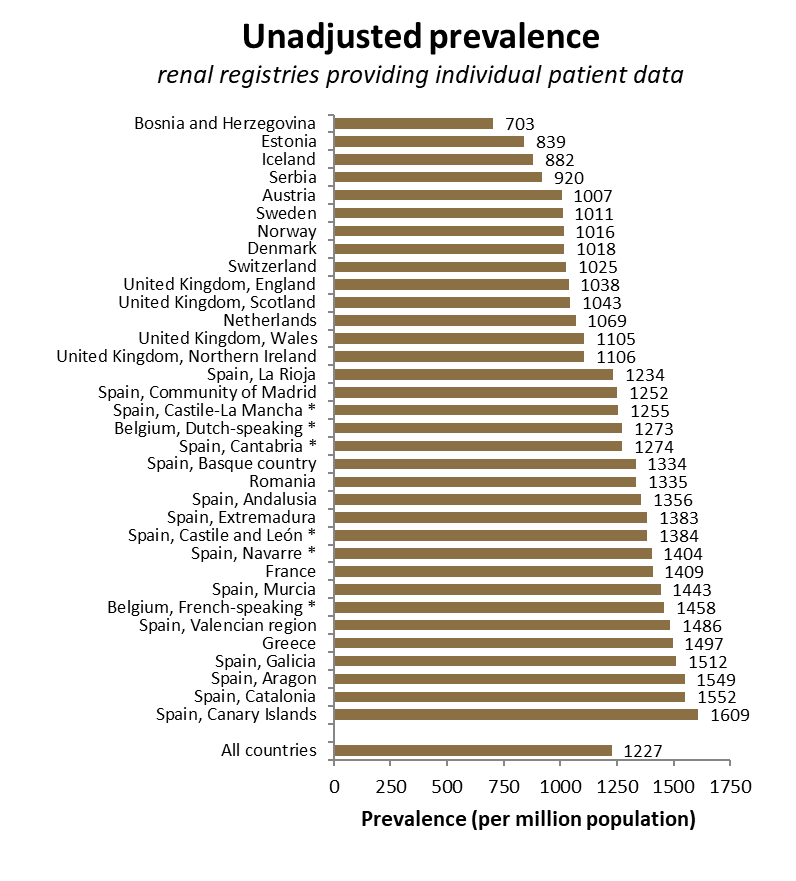 Unadjusted prevalence
renal registries providing individual patient data
Bosnia and Herzegovina 703
Estonia 839
Iceland 882
Serbia 920
Austria 1007
Sweden 1011
Norway 1016
Denmark 1018
Switzerland 1025
United Kingdom, England 1038
United Kingdom, Scotland 1043
Netherlands 1069
United Kingdom, Wales 1105
United Kingdom, Northern Ireland 1106
Spain, La Rioja 1234
Spain, Community of Madrid 1252
Spain, Castile-La Mancha * 1255
Belgium, Dutch-speaking * 1273
Spain, Cantabria * 1274
Spain, Basque country 1334
Romania 1335
Spain, Andalusia 1356
Spain, Extremadura 1383
Spain, Castile and León * 1384
Spain, Navarre * 1404
France 1409
Spain, Murcia 1443
Belgium, French-speaking * 1458
Spain, Valencian region 1486
Greece 1497
Spain, Galicia 1512
Spain, Aragon 1549
Spain, Catalonia 1552
Spain, Canary Islands 1609
All countries 1227
0 250 500 750 1000 1250 1500 1750
Prevalence (per million population)